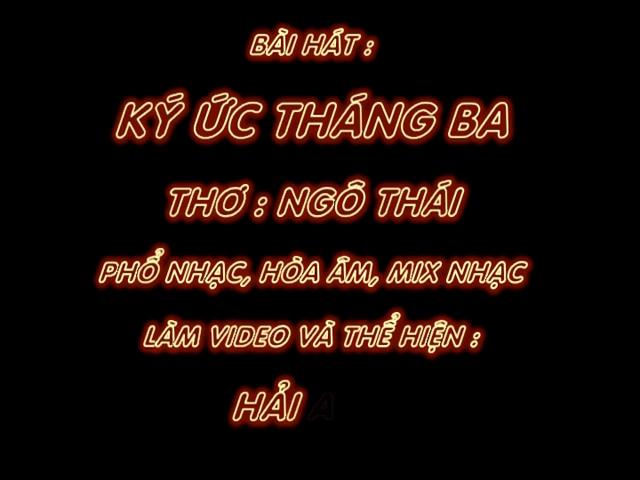 BÀI HÁT :
KÝ ỨC THÁNG BA
THƠ : NGÔ THÁI
PHỔ NHẠC, HÒA ÂM, MIX NHẠC
LÀM VIDEO VÀ THỂ HIỆN :
HẢI